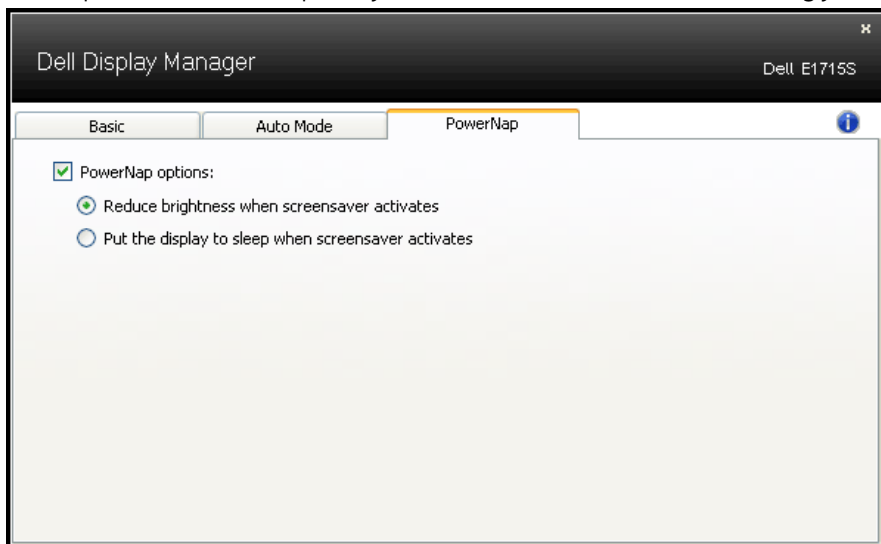 x
Dell Display Manager
Dell E1715S
Basic
Auto Mode
PowerNap
i
PowerNap options:
Reduce brightness when screensaver activates
Put the display to sleep when screensaver activates